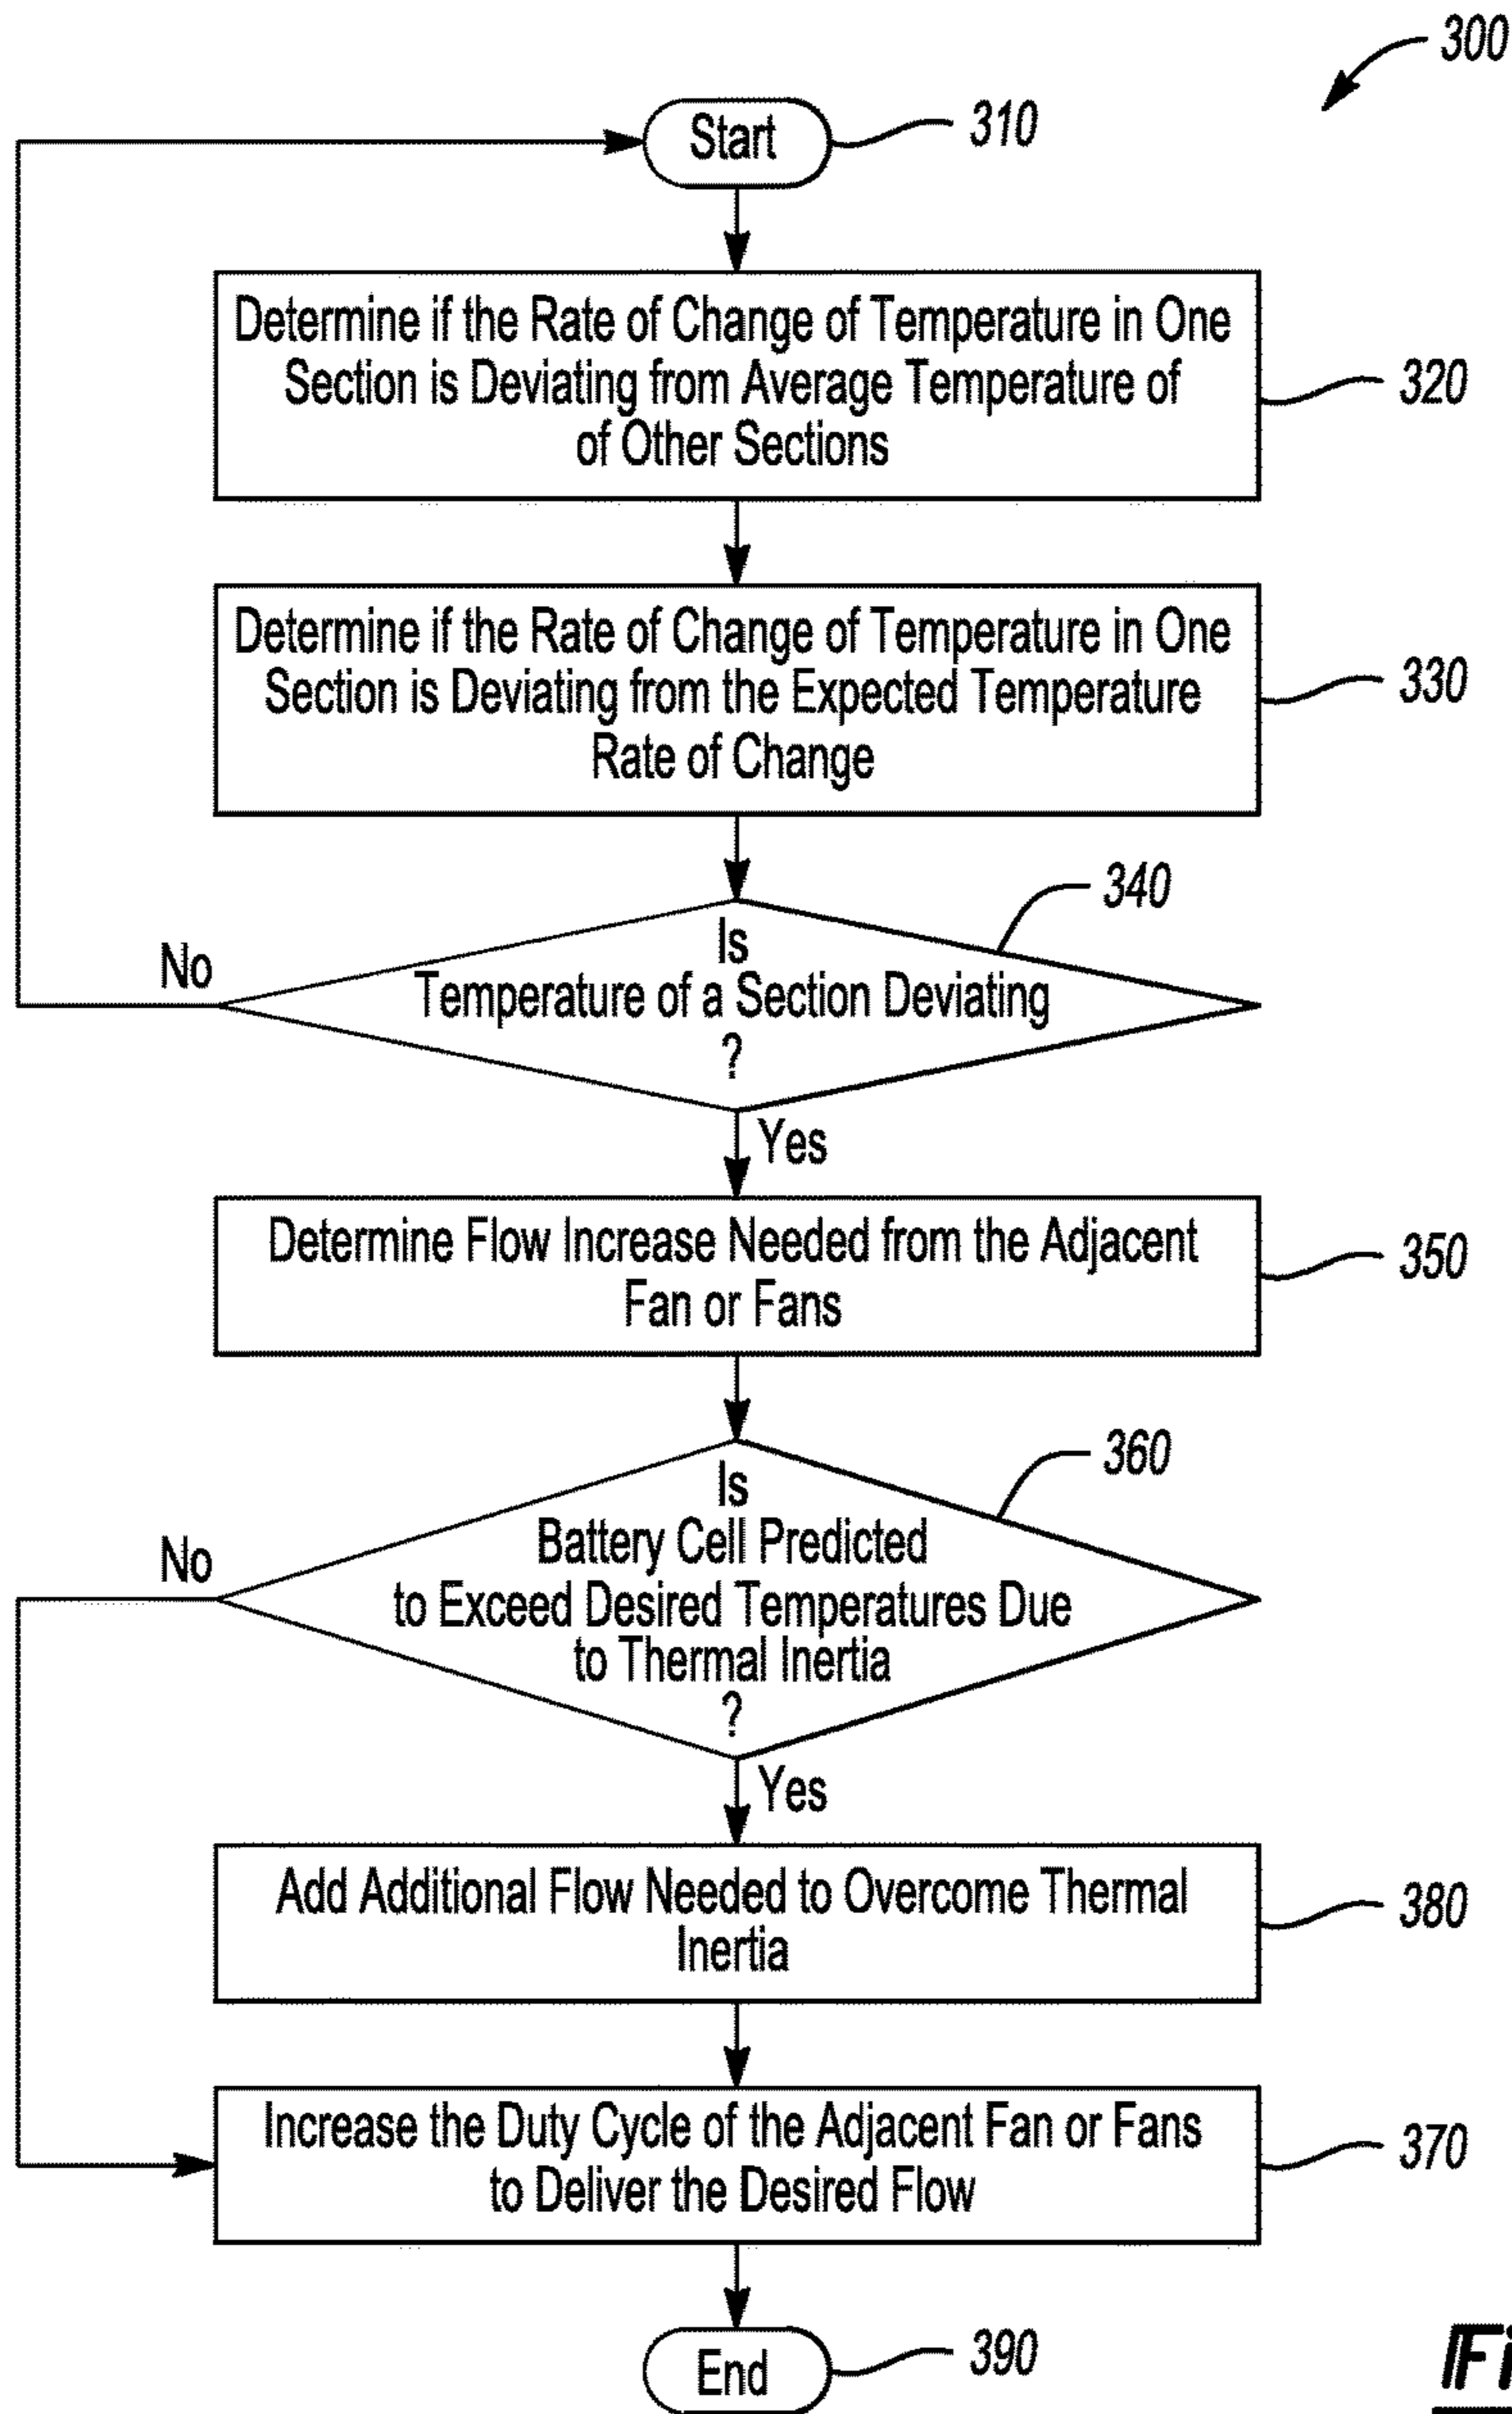 300
Start
310
Determine if the Rate of Change of Temperature in One
Section is Deviating from Average Temperature of
of Other Sections
320
Determine if the Rate of Change of Temperature in One
Section is Deviating from the Expected Temperature
Rate of Change
330
340
No
Is
Temperature of a Section Deviating
?
Yes
Determine Flow Increase Needed from the Adjacent
Fan or Fans
350
360
No
Is
Battery Cell Predicted
to Exceed Desired Temperatures Due
to Thermal Inertia
?
Yes
Add Additional Flow Needed to Overcome Thermal
Inertia
380
Increase the Duty Cycle of the Adjacent Fan or Fans
to Deliver the Desired Flow
370
End
390